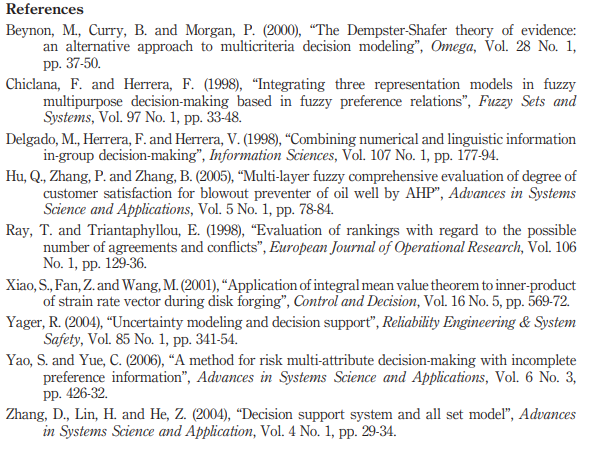 References
Beynon, M., Curry, B. and Morgan, P. (2000), “The Dempster-Shafer theory of evidence:
an alternative approach to multicriteria decision modeling”, Omega, Vol. 28 No. 1,
pp. 37-50.
Chiclana, F. and Herrera, F. (1998), “Integrating three representation models in fuzzy
multipurpose decision-making based in fuzzy preference relations”, Fuzzy Sets and
Systems, Vol. 97 No. 1, pp. 33-48.
Delgado, M., Herrera, F. and Herrera, V. (1998), “Combining numerical and linguistic information
in-group decision-making”, Information Sciences, Vol. 107 No. 1, pp. 177-94.
Hu, Q., Zhang, P. and Zhang, B. (2005), “Multi-layer fuzzy comprehensive evaluation of degree of
customer satisfaction for blowout preventer of oil well by AHP”, Advances in Systems
Science and Applications, Vol. 5 No. 1, pp. 78-84.
Ray, T. and Triantaphyllou, E. (1998), “Evaluation of rankings with regard to the possible
number of agreements and conflicts”, European Journal of Operational Research, Vol. 106
No. 1, pp. 129-36.
Xiao, S., Fan, Z. and Wang, M. (2001), “Application of integral mean value theorem to inner-product
of strain rate vector during disk forging”, Control and Decision, Vol. 16 No. 5, pp. 569-72.
Yager, R. (2004), “Uncertainty modeling and decision support”, Reliability Engineering & System
Safety, Vol. 85 No. 1, pp. 341-54.
Yao, S. and Yue, C. (2006), “A method for risk multi-attribute decision-making with incomplete
preference information”, Advances in Systems Science and Applications, Vol. 6 No. 3,
pp. 426-32.
Zhang, D., Lin, H. and He, Z. (2004), “Decision support system and all set model”, Advances
in Systems Science and Application, Vol. 4 No. 1, pp. 29-34.